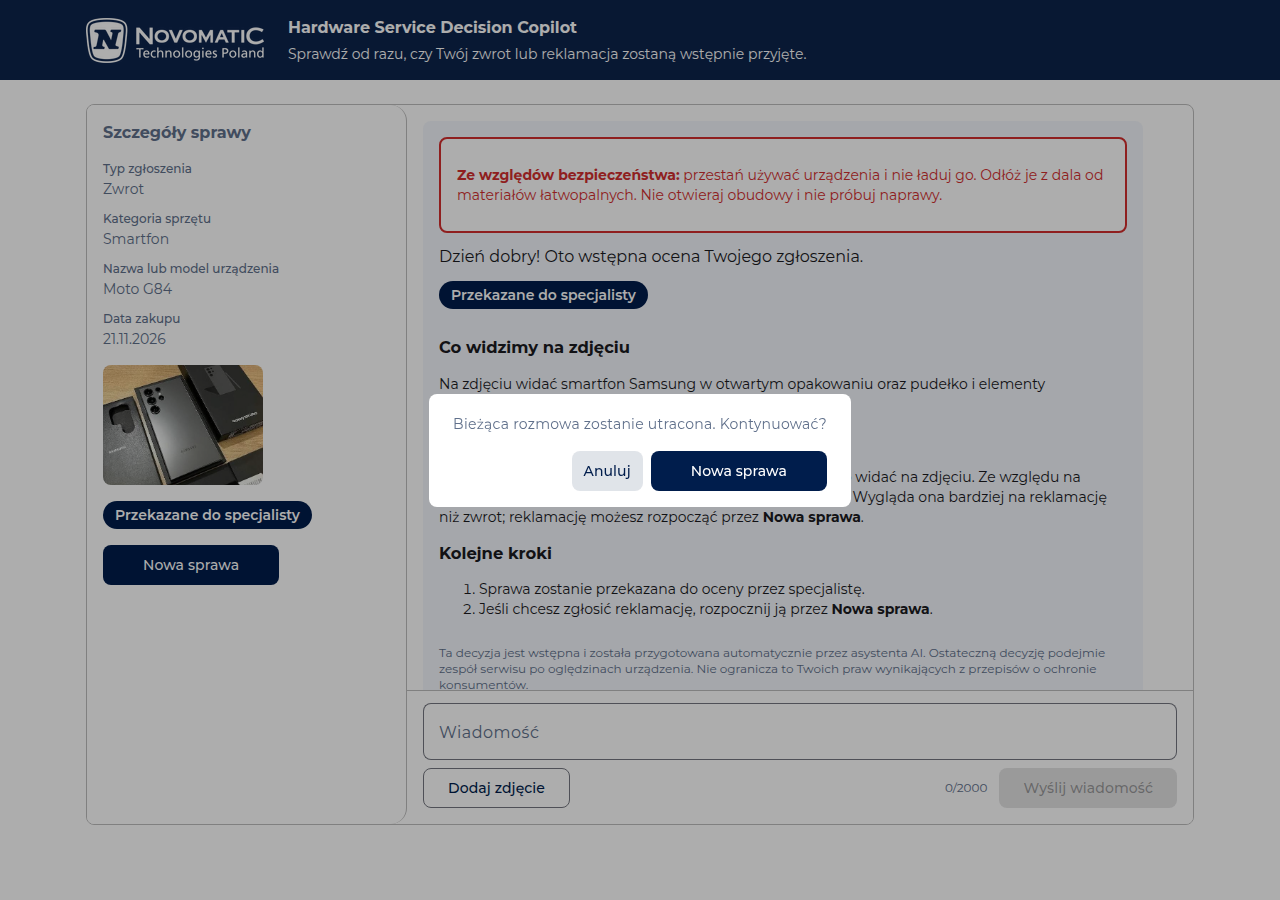 NOVOMATIC
Technologies Poland
Hardware Service Decision Copilot
Sprawdź od razu, czy Twój zwrot lub reklamacja zostaną wstępnie przyjęte.
Szczegóły sprawy
Typ zgłoszenia
Zwrot
Kategoria sprzętu
Smartfon
Nazwa lub model urządzenia
Moto G84
Data zakupu
21.11.2026
Przekazane do specjalisty
Nowa sprawa
Ze względów bezpieczeństwa: przestań używać urządzenia i nie ładuj go. Odłóż je z dala od
materiałów łatwopalnych. Nie otwieraj obudowy i nie próbuj naprawy.
Dzień dobry! Oto wstępna ocena Twojego zgłoszenia.
Przekazane do specjalisty
Co widzimy na zdjęciu
Na zdjęciu widać smartfon Samsung w otwartym opakowaniu oraz pudełko i elementy
Bieżąca rozmowa zostanie utracona. Kontynuować?
Anuluj
Nowa sprawa
widać na zdjęciu. Ze względu na
Wygląda ona bardziej na reklamację
niż zwrot; reklamację możesz rozpocząć przez Nowa sprawa.
Kolejne kroki
1. Sprawa zostanie przekazana do oceny przez specjalistę.
2. Jeśli chcesz zgłosić reklamację, rozpocznij ją przez Nowa sprawa.
Ta decyzja jest wstępna i została przygotowana automatycznie przez asystenta AI. Ostateczną decyzję podejmie
zespół serwisu po oględzinach urządzenia. Nie ogranicza to Twoich praw wynikających z przepisów o ochronie
konsumentów.
Wiadomość
Dodaj zdjęcie
0/2000
Wyślij wiadomość